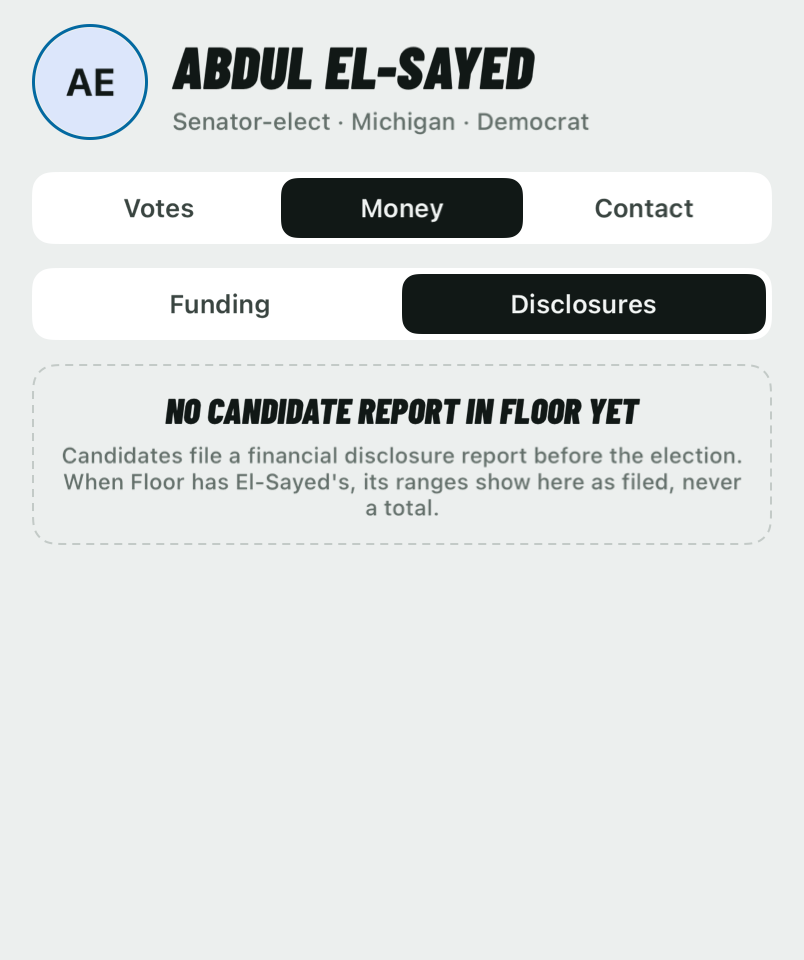 AE
ABDUL EL-SAYED
Senator-elect · Michigan · Democrat
Votes
Money
Contact
Funding
Disclosures
NO CANDIDATE REPORT IN FLOOR YET
Candidates file a financial disclosure report before the election.
When Floor has El-Sayed's, its ranges show here as filed, never
a total.